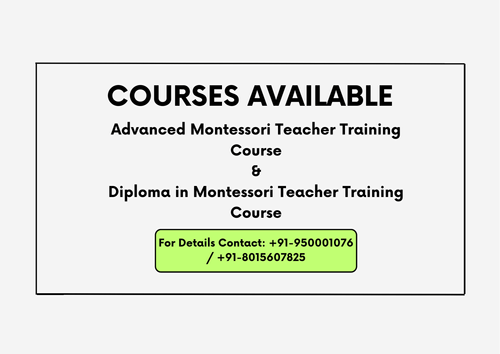 COURSES AVAILABLE
Advanced Montessori Teacher Training
Course
&
Diploma in Montessori Teacher Training
Course
For Details Contact: +91-950001076
/ +91-8015607825